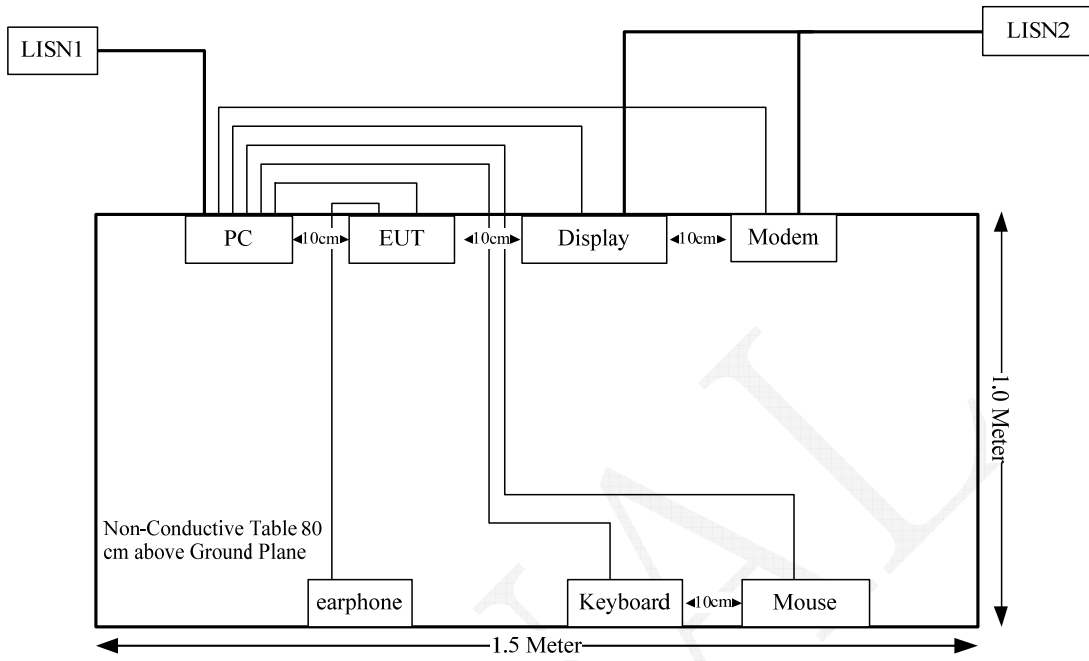 LISN1
LISN2
PC
10cm
EUT
10cm
Display
10cm
Modem
1.0 Meter
Non-Conductive Table 80
cm above Ground Plane
earphone
Keyboard
10cm
Mouse
1.5 Meter